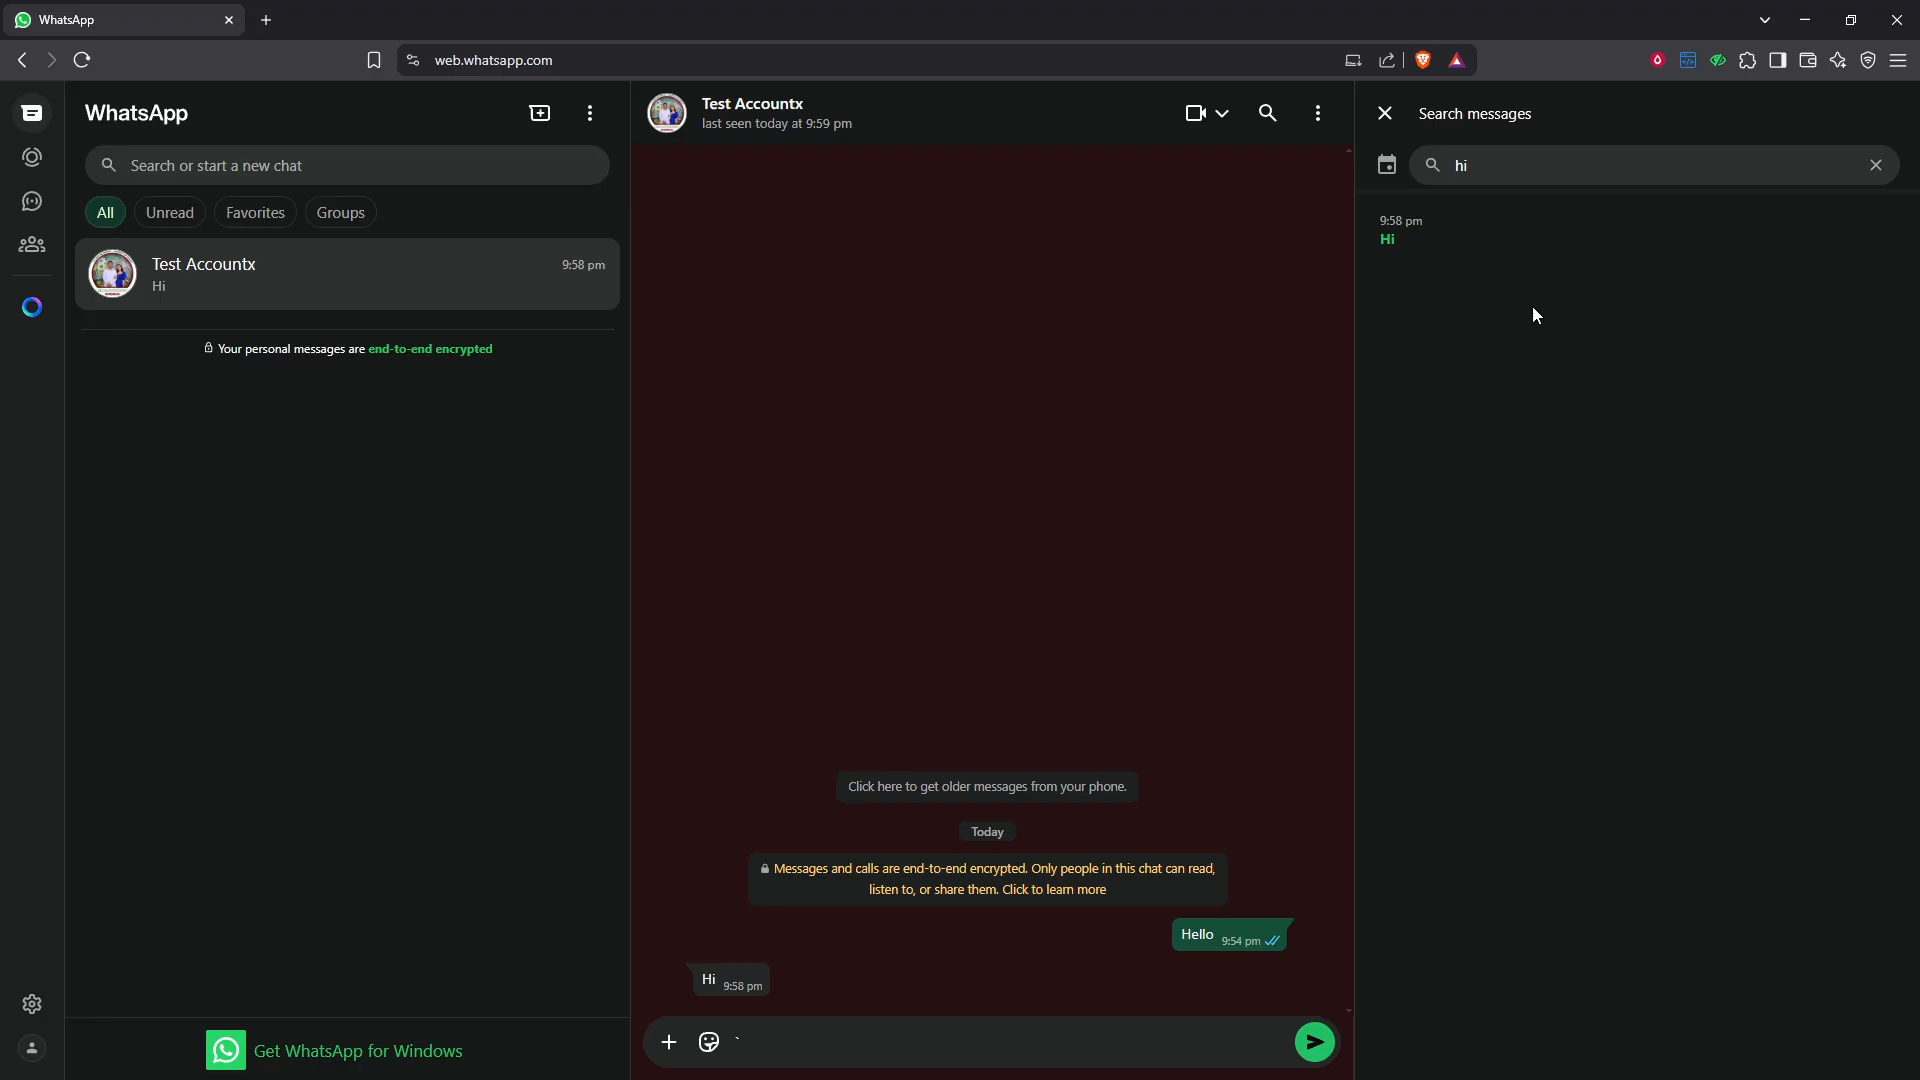 WhatsApp
web.whatsapp.com
WhatsApp
Search or start a new chat
All
Unread
Favorites
Groups
Test Accountx
9:58 pm
Hi
Your personal messages are end-to-end encrypted
Get WhatsApp for Windows
Test Accountx
last seen today at 9:59 pm
Click here to get older messages from your phone.
Today
Messages and calls are end-to-end encrypted. Only people in this chat can read,
listen to, or share them. Click to learn more
Hello 9:54 pm
Hi 9:58 pm
`
Search messages
hi
9:58 pm
Hi